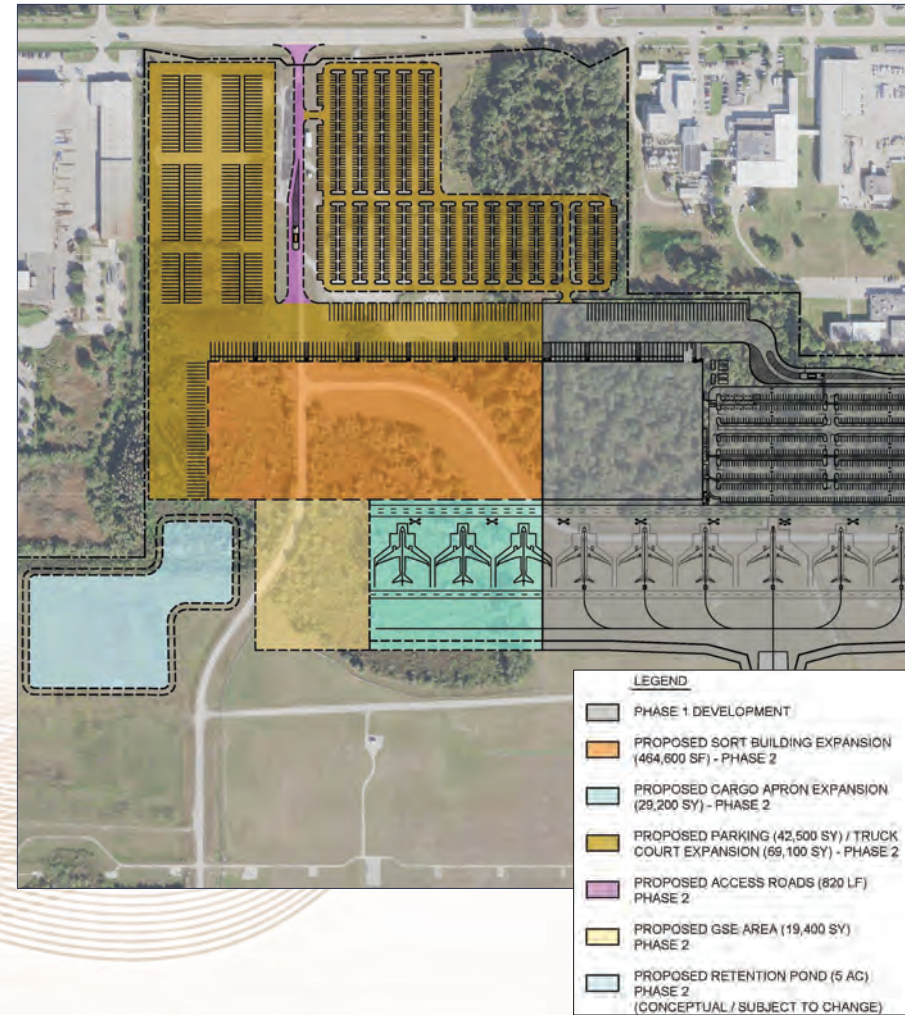 LEGEND
PHASE 1 DEVELOPMENT
PROPOSED SORT BUILDING EXPANSION
(464,600 SF) - PHASE 2
PROPOSED CARGO APRON EXPANSION
(29,200 SY) - PHASE 2
PROPOSED PARKING (42,500 SY) / TRUCK
COURT EXPANSION (69,100 SY) - PHASE 2
PROPOSED ACCESS ROADS (820 LF)
PHASE 2
PROPOSED GSE AREA (19,400 SY)
PHASE 2
PROPOSED RETENTION POND (5 AC)
PHASE 2
(CONCEPTUAL / SUBJECT TO CHANGE)